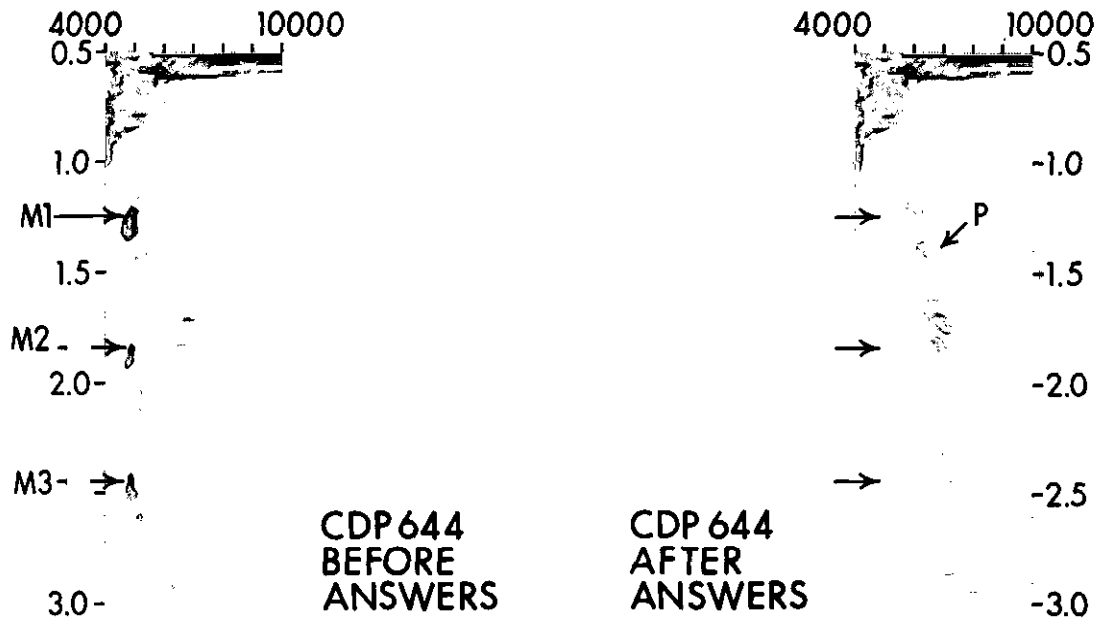 4000 10000
0.5-
1.0-
M1
1.5-
M2 -
2.0-
M3-
3.0-
CDP 644
BEFORE
ANSWERS
4000 10000
-0.5
-1.0
P
-1.5
-2.0
-2.5
-3.0
CDP 644
AFTER
ANSWERS